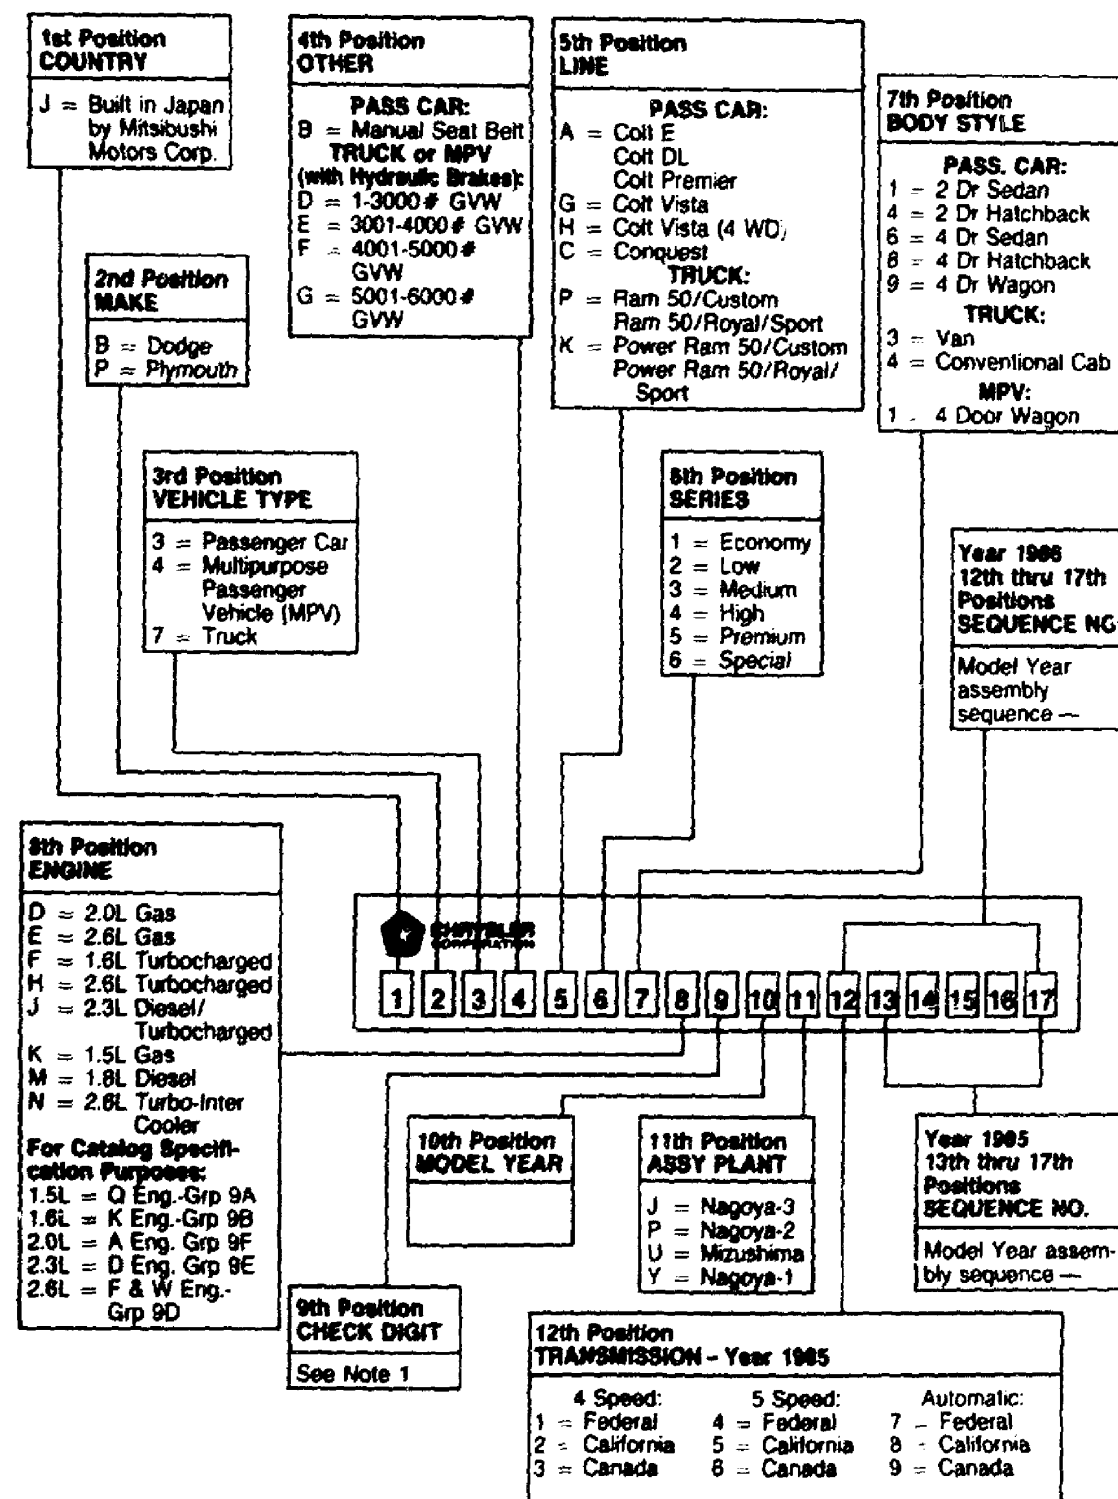 1st Position
COUNTRY
J = Built in Japan
by Mitsibushi
Motors Corp.
2nd Position
MAKE
B = Dodge
P = Plymouth
3rd Position
VEHICLE TYPE
3 = Passenger Car
4 = Multipurpose
Passenger
Vehicle (MPV)
7 = Truck
4th Position
OTHER
PASS CAR:
B = Manual Seat Belt
TRUCK or MPV
(with Hydraulic Brakes):
D = 1-3000# GVW
E = 3001-4000# GVW
F = 4001-5000#
GVW
G = 5001-6000#
GVW
5th Position
LINE
PASS CAR:
A = Colt E
Colt DL
Colt Premier
G = Colt Vista
H = Colt Vista (4 WD)
C = Conquest
TRUCK:
P = Ram 50/Custom
Ram 50/Royal/Sport
K = Power Ram 50/Custom
Power Ram 50/Royal/
Sport
6th Position
SERIES
1 = Economy
2 = Low
3 = Medium
4 = High
5 = Premium
6 = Special
7th Position
BODY STYLE
PASS. CAR:
1 = 2 Dr Sedan
4 = 2 Dr Hatchback
6 = 4 Dr Sedan
8 = 4 Dr Hatchback
9 = 4 Dr Wagon
TRUCK:
3 = Van
4 = Conventional Cab
MPV:
1 - 4 Door Wagon
Year 1986
12th thru 17th
Positions
SEQUENCE NO
Model Year
assembly
sequence —
8th Position
ENGINE
D = 2.0L Gas
E = 2.6L Gas
F = 1.6L Turbocharged
H = 2.6L Turbocharged
J = 2.3L Diesel/
Turbocharged
K = 1.5L Gas
M = 1.8L Diesel
N = 2.6L Turbo-Inter
Cooler
For Catalog Specifi-
cation Purposes:
1.5L = O Eng.-Grp 9A
1.6L = K Eng.-Grp 9B
2.0L = A Eng. Grp 9F
2.3L = D Eng. Grp 9E
2.6L = F & W Eng.-
Grp 9D
CHRYSLER
CORPORATION
1 2 3 4 5 6 7 8 9 10 11 12 13 14 15 16 17
9th Position
CHECK DIGIT
See Note 1
10th Position
MODEL YEAR
11th Position
ASSY PLANT
J = Nagoya-3
P = Nagoya-2
U = Mizushima
Y = Nagoya-1
Year 1985
13th thru 17th
Positions
SEQUENCE NO.
Model Year assem-
bly sequence —
12th Position
TRANSMISSION - Year 1985
4 Speed: 5 Speed: Automatic:
1 = Federal 4 = Federal 7 = Federal
2 = California 5 = California 8 - California
3 = Canada 6 = Canada 9 = Canada